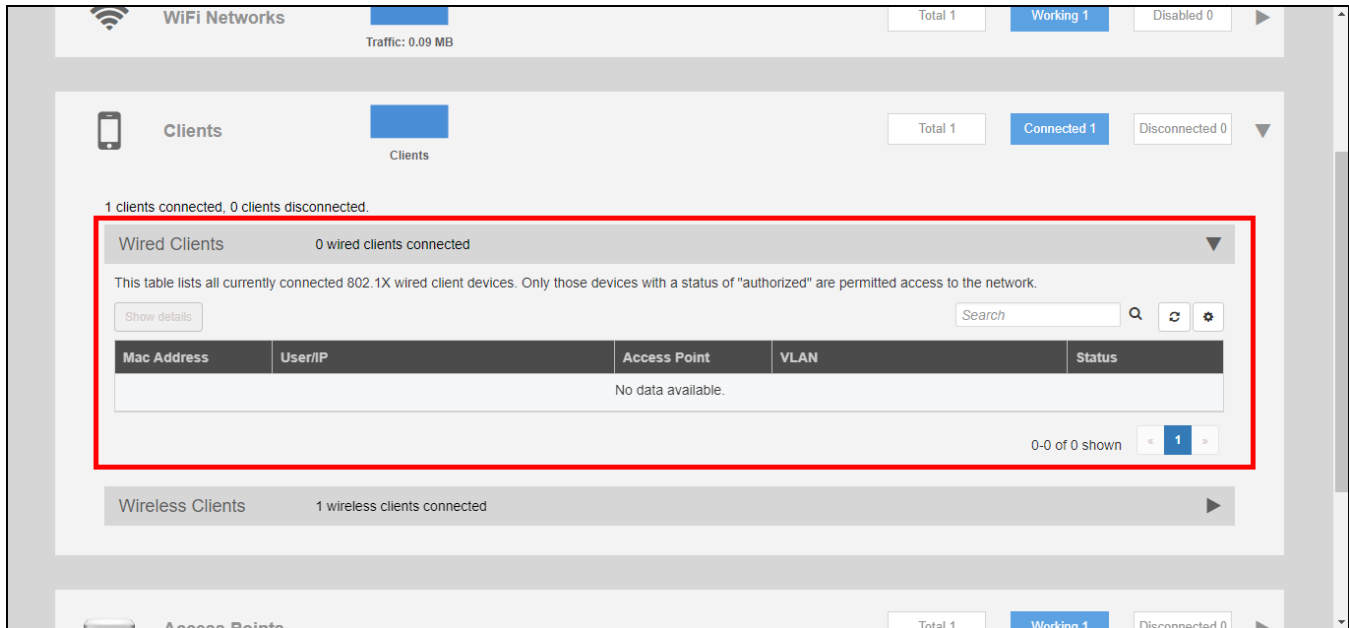 WiFi Networks
Total 1
Working 1
Disabled 0
Traffic: 0.09 MB
Clients
Total 1
Connected 1
Disconnected 0
Clients
1 clients connected, 0 clients disconnected.
Wired Clients
0 wired clients connected
This table lists all currently connected 802.1X wired client devices. Only those devices with a status of "authorized" are permitted access to the network.
Show details
Search
Mac Address
User/IP
Access Point
VLAN
Status
No data available.
0-0 of 0 shown
«
1
»
Wireless Clients
1 wireless clients connected
Access Points
Total 1
Working 1
Disconnected 0